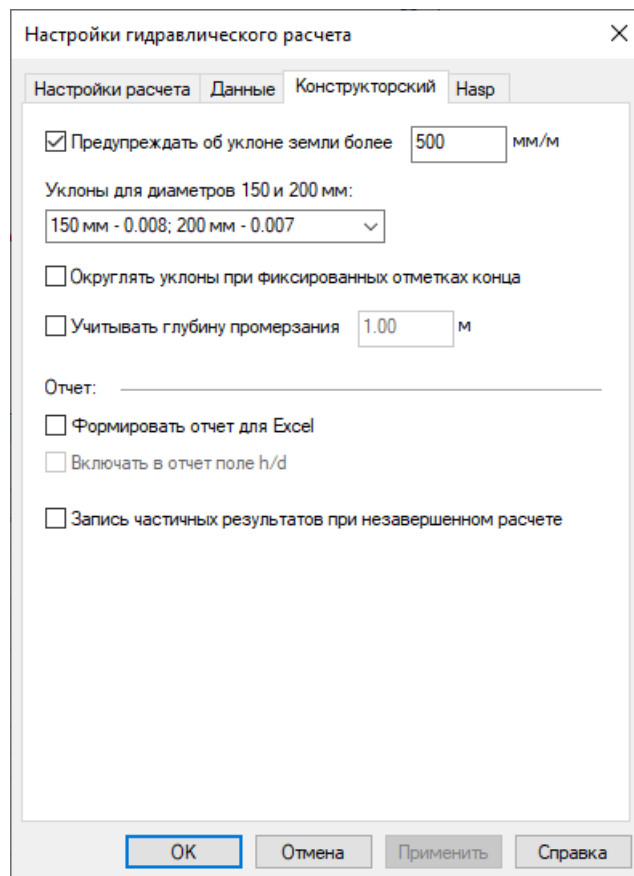 Настройки гидравлического расчета
Настройки расчета Данные Конструкторский Hasp
Предупреждать об уклоне земли более 500 мм/м
Уклоны для диаметров 150 и 200 мм:
150 мм - 0.008; 200 мм - 0.007
Округлять уклоны при фиксированных отметках конца
Учитывать глубину промерзания 1.00 м
Отчет:
Формировать отчет для Excel
Включать в отчет поле h/d
Запись частичных результатов при незавершенном расчете
OK Отмена Применить Справка